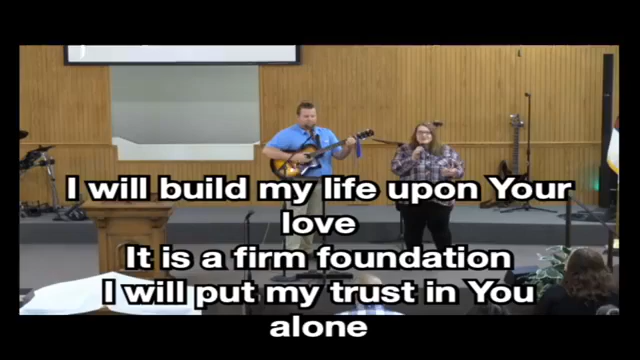 I will build my life upon Your
love
It is a firm foundation
I will put my trust in You
alone